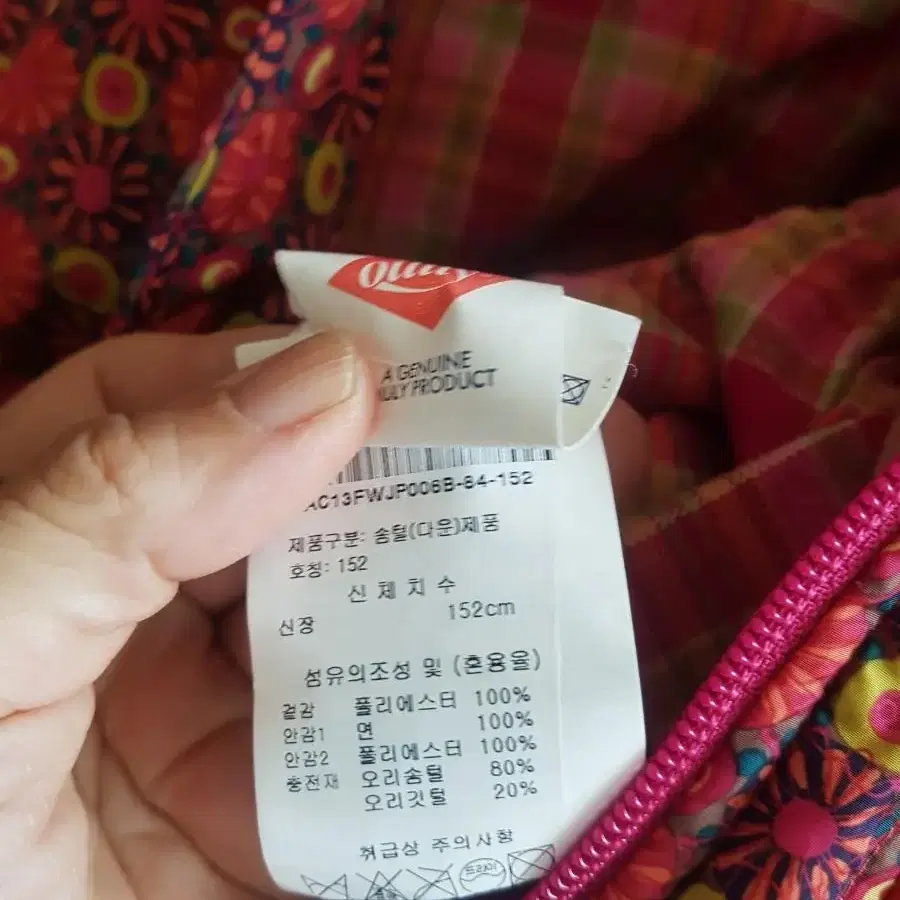 A GENUINE
PRODUCT
AC13FWJP006B-84-152
제품구분: 솜털(다운)제품
호칭: 152
신 체 치 수
신장 152cm
섬유의조성 및 (혼용율)
겉감 폴리에스터 100%
안감1 면 100%
안감2 폴리에스터 100%
충전재 오리솜털 80%
오리깃털 20%
취급상 주의사항
드라이